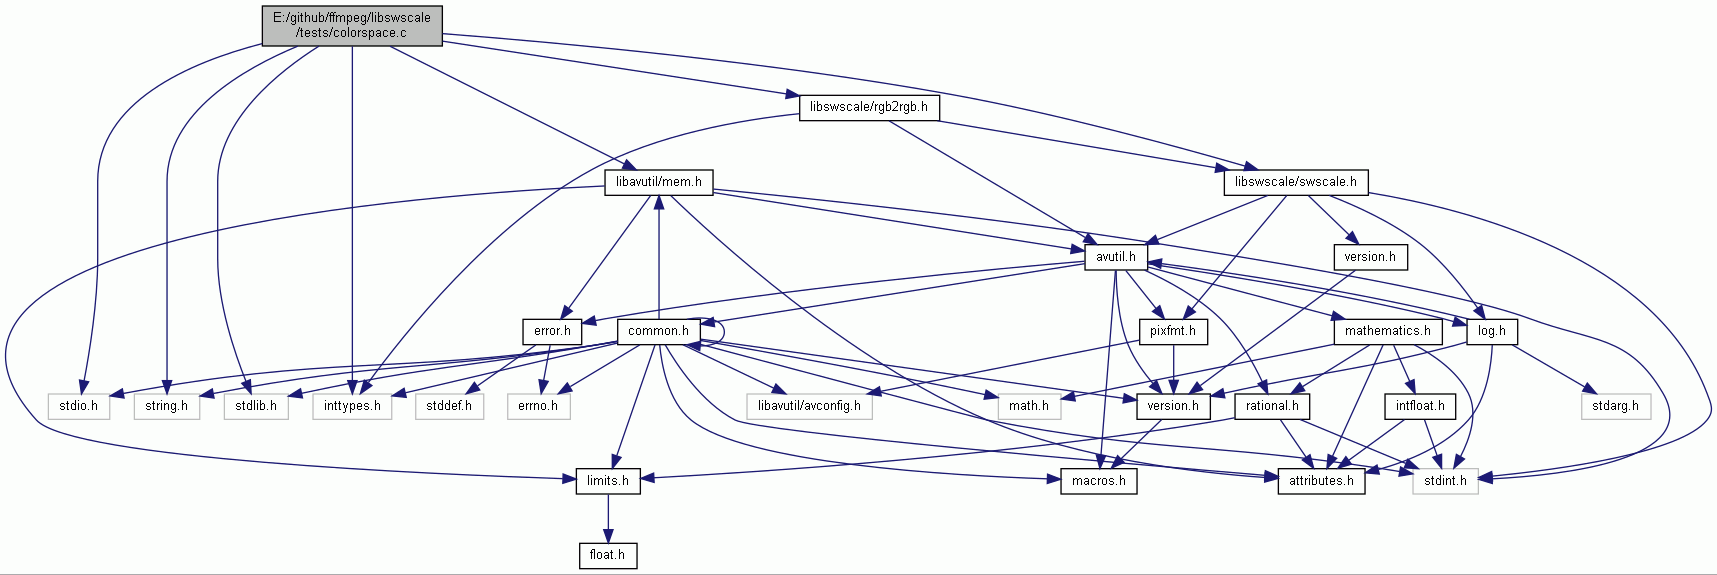 E:/github/ffmpeg/libswscale
/tests/colorspace.c
libswscale/rgb2rgb.h
libavutil/mem.h
libswscale/swscale.h
avutil.h
version.h
error.h
common.h
pixfmt.h
mathematics.h
log.h
stdio.h
string.h
stdlib.h
inttypes.h
stddef.h
errno.h
libavutil/avconfig.h
math.h
version.h
rational.h
intfloat.h
stdarg.h
limits.h
macros.h
attributes.h
stdint.h
float.h